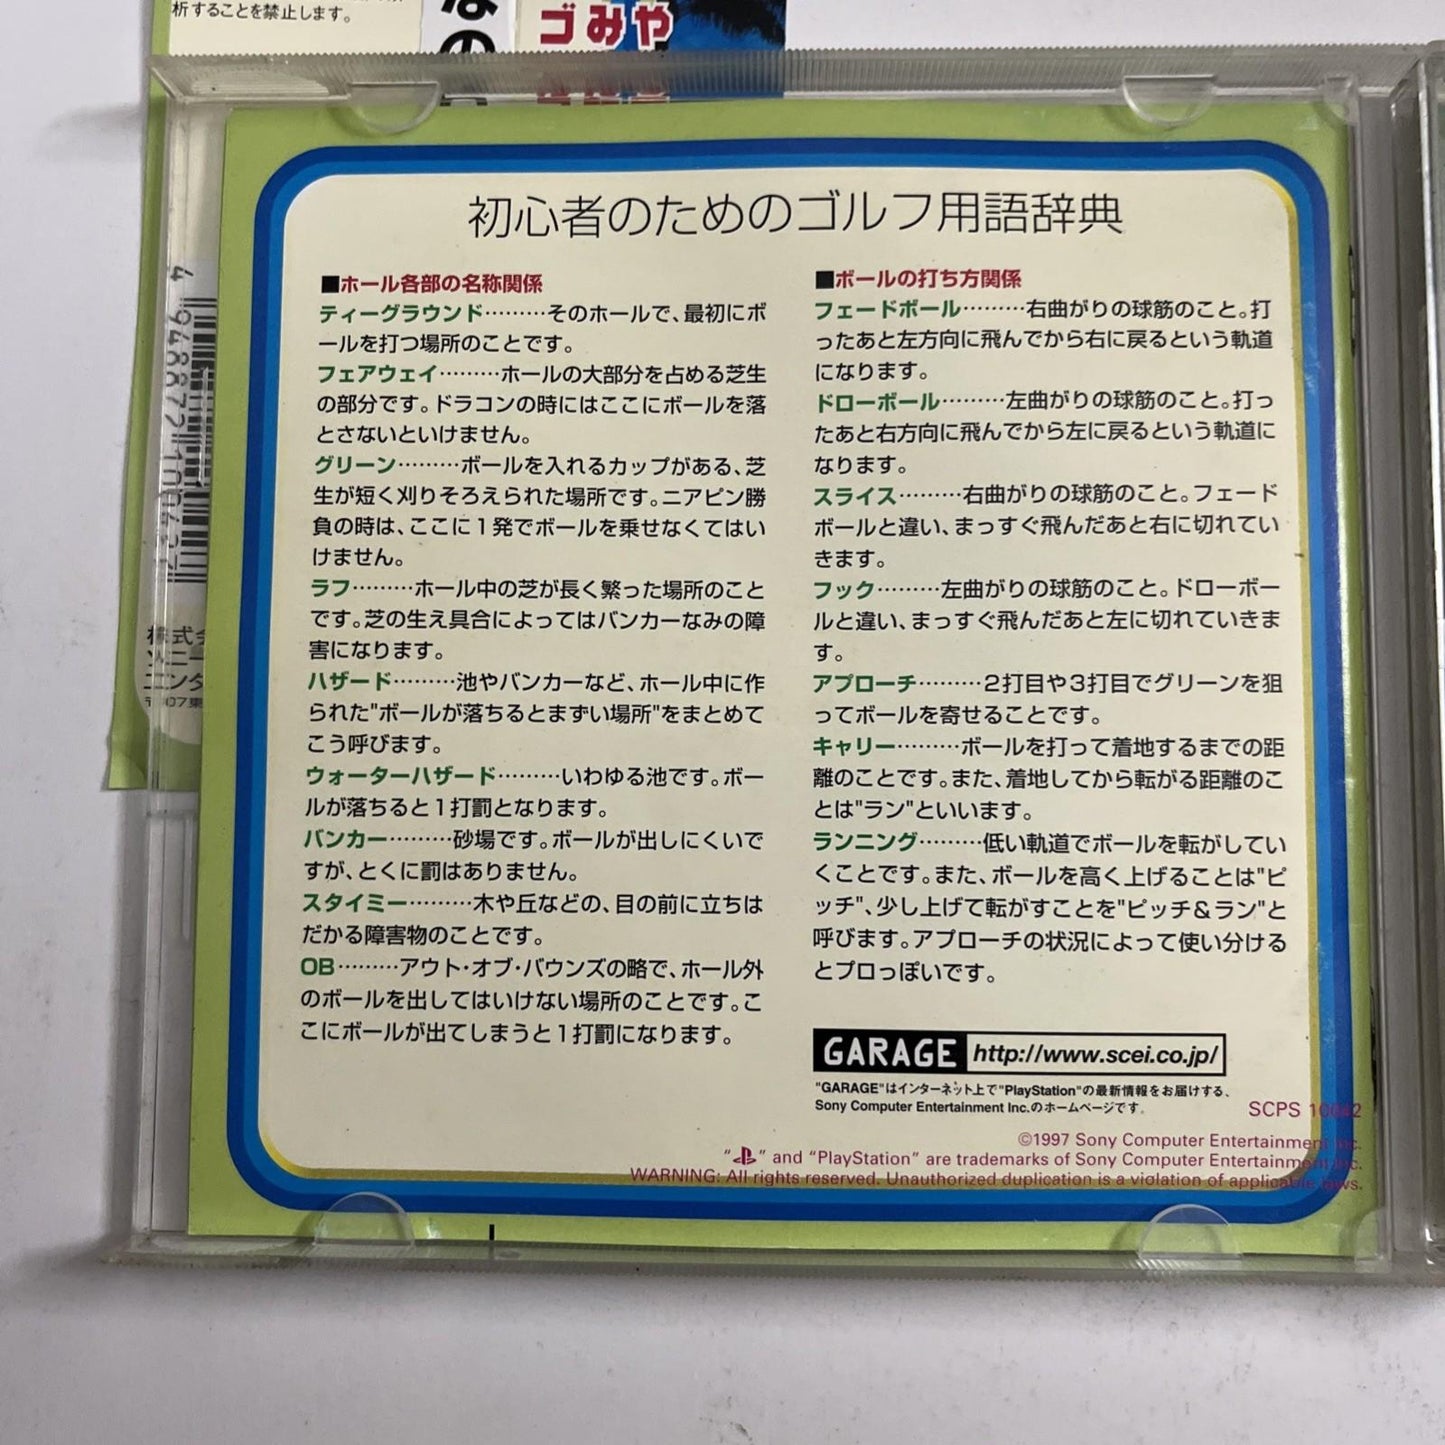 析することを禁止します。
ゴみや
初心者のためのゴルフ用語辞典
■ホール各部の名称関係
ティーグラウンド………そのホールで、最初にボ
ールを打つ場所のことです。
フェアウェイ………ホールの大部分を占める芝生
の部分です。ドラコンの時にはここにボールを落
とさないといけません。
グリーン………ボールを入れるカップがある、芝
生が短く刈りそろえられた場所です。ニアピン勝
負の時は、ここに1発でボールを乗せなくてはい
けません。
ラフ………ホール中の芝が長く繁った場所のこと
です。芝の生え具合によってはバンカーなみの障
害になります。
ハザード………池やバンカーなど、ホール中に作
られた"ボールが落ちるとまずい場所"をまとめて
こう呼びます。
ウォーターハザード………いわゆる池です。ボー
ルが落ちると1打罰となります。
バンカー………砂場です。ボールが出しにくいで
すが、とくに罰はありません。
スタイミー………木や丘などの、目の前に立ちは
だかる障害物のことです。
OB………アウト・オブ・バウンズの略で、ホール外
のボールを出してはいけない場所のことです。こ
こにボールが出てしまうと1打罰になります。
■ボールの打ち方関係
フェードボール………右曲がりの球筋のこと。打
ったあと左方向に飛んでから右に戻るという軌道
になります。
ドローボール………左曲がりの球筋のこと。打っ
たあと右方向に飛んでから左に戻るという軌道に
なります。
スライス………右曲がりの球筋のこと。フェード
ボールと違い、まっすぐ飛んだあと右に切れてい
きます。
フック………左曲がりの球筋のこと。ドローボー
ルと違い、まっすぐ飛んだあと左に切れていきま
す。
アプローチ………2打目や3打目でグリーンを狙
ってボールを寄せることです。
キャリー………ボールを打って着地するまでの距
離のことです。また、着地してから転がる距離のこ
とは"ラン"といいます。
ランニング………低い軌道でボールを転がしてい
くことです。また、ボールを高く上げることは"ピ
ッチ"、少し上げて転がすことを"ピッチ&ラン"と
呼びます。アプローチの状況によって使い分ける
とプロっぽいです。
GARAGE http://www.scei.co.jp/
"GARAGE"はインターネット上で"PlayStation"の最新情報をお届けする、
Sony Computer Entertainment Inc.のホームページです。
SCPS 10042
©1997 Sony Computer Entertainment Inc.
“ ” and “PlayStation” are trademarks of Sony Computer Entertainment Inc.
WARNING: All rights reserved. Unauthorized duplication is a violation of applicable laws.